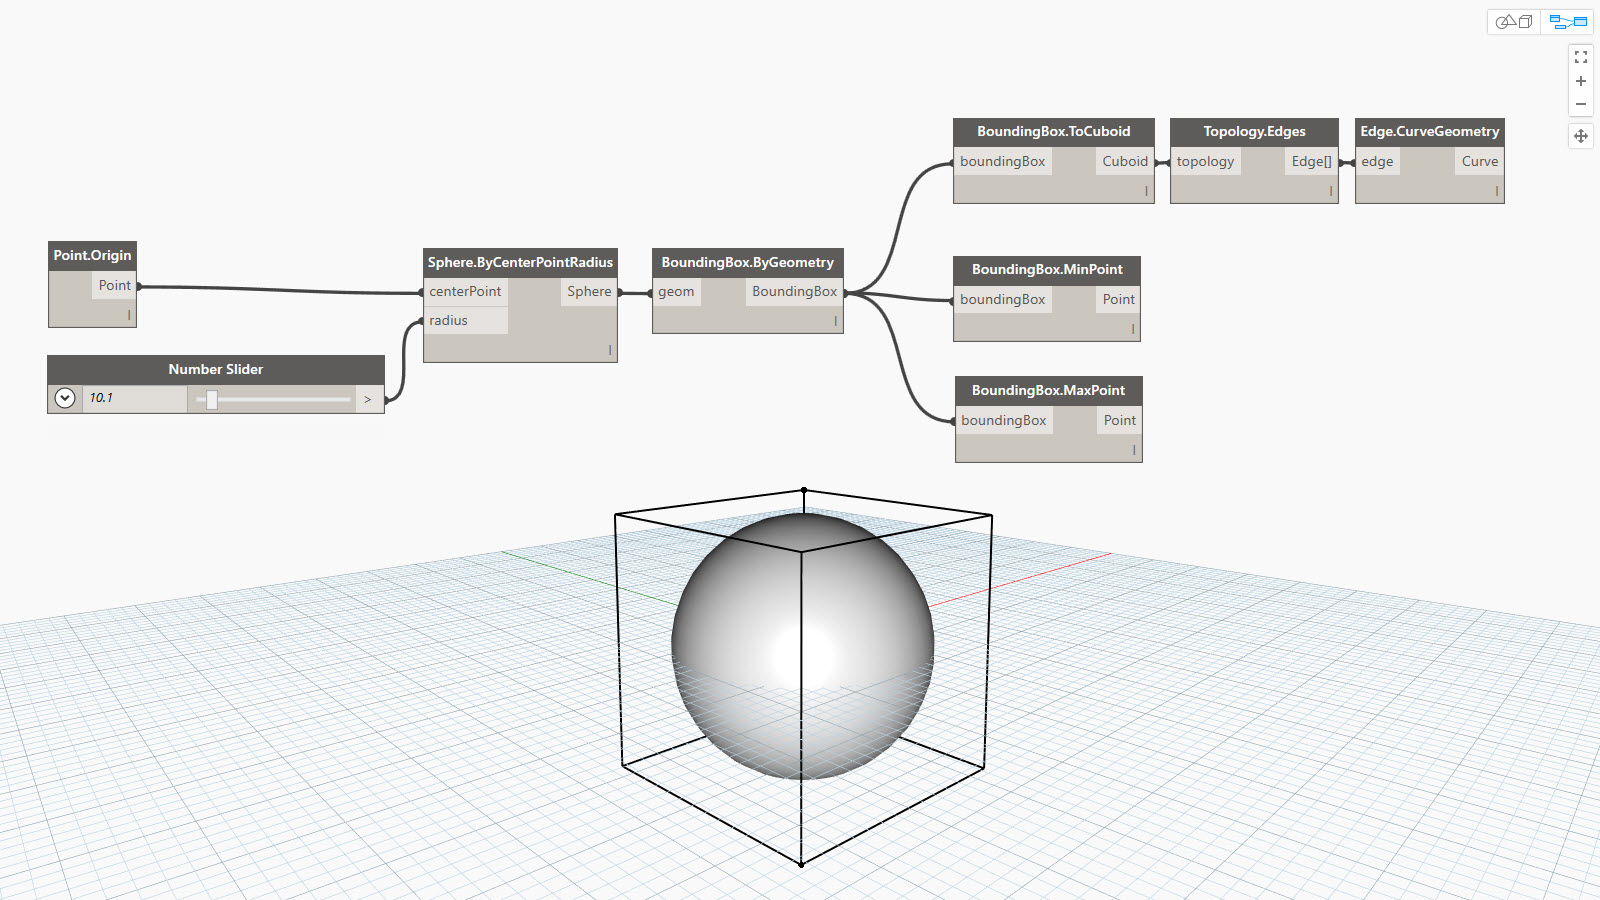 BoundingBox.ToCuboid
boundingBox Cuboid
|
Topology.Edges
topology Edge[]
|
Edge.CurveGeometry
edge Curve
|
Point.Origin
Point
|
Sphere.ByCenterPointRadius
centerPoint Sphere
radius
|
BoundingBox.ByGeometry
geom BoundingBox
|
BoundingBox.MinPoint
boundingBox Point
|
Number Slider
10.1 >
BoundingBox.MaxPoint
boundingBox Point
|